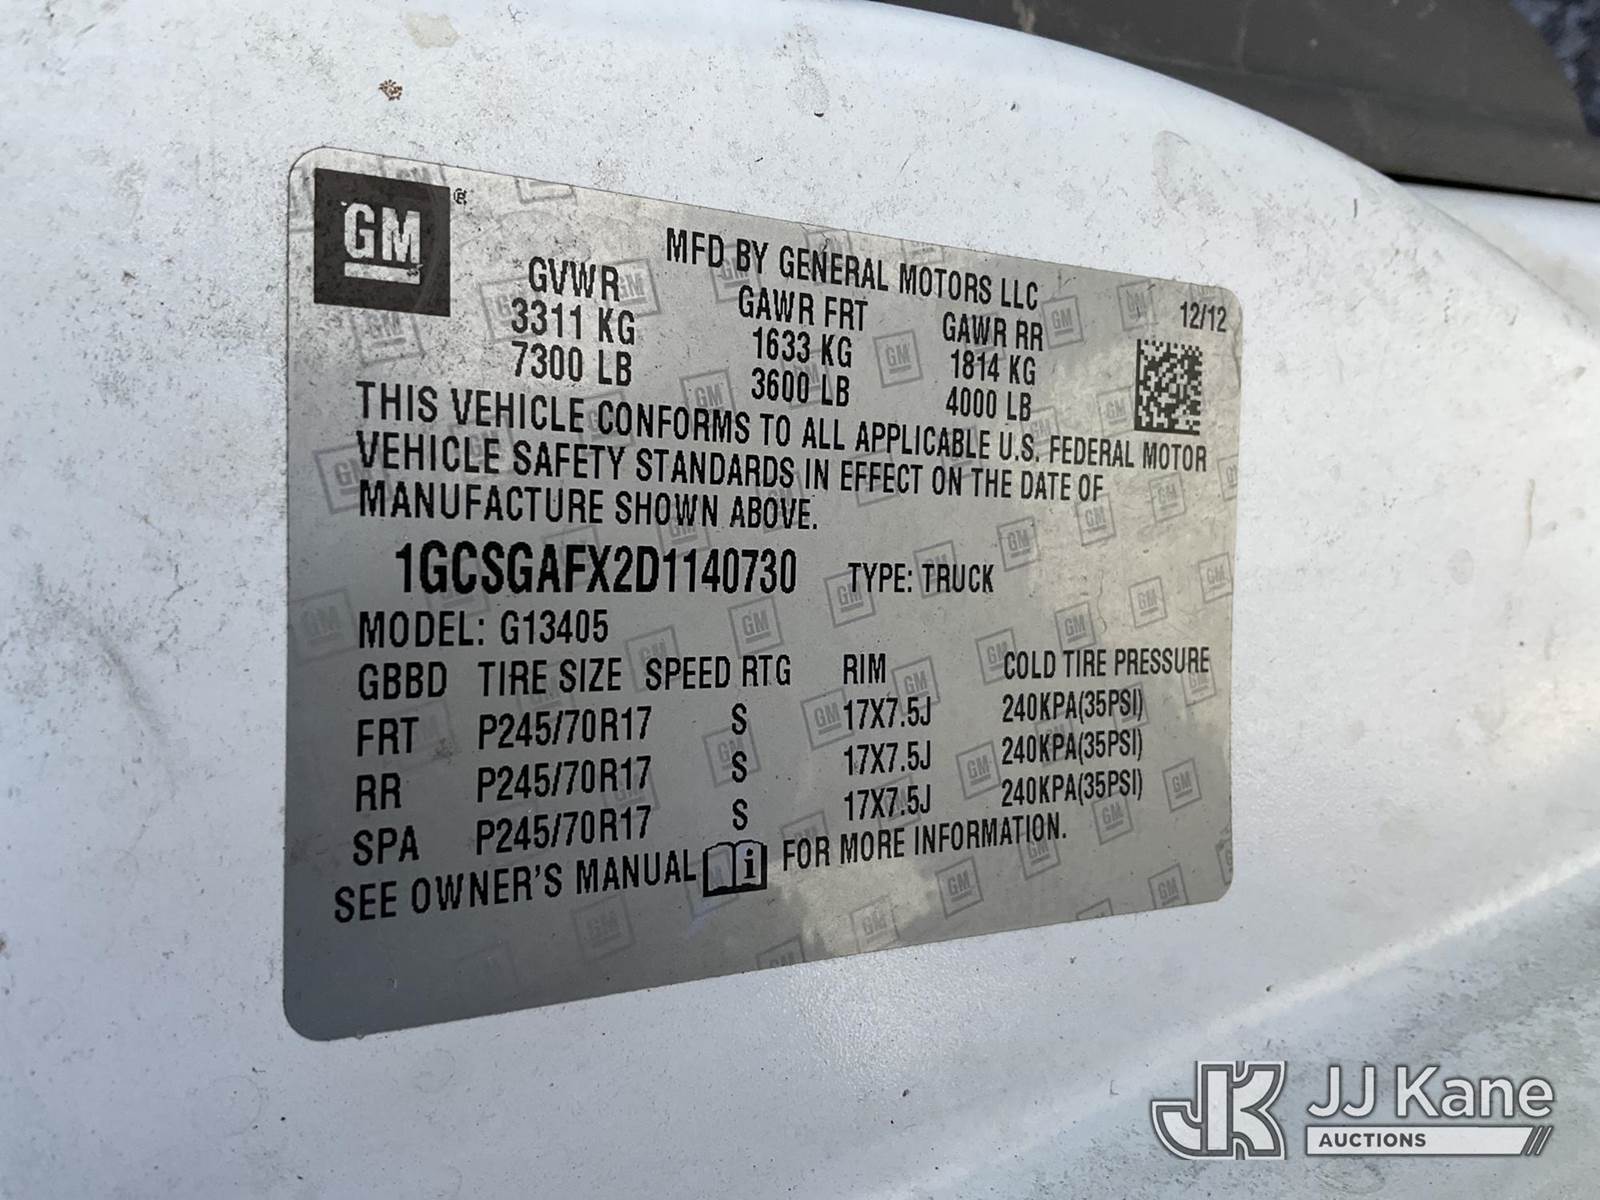 GM ®
MFD BY GENERAL MOTORS LLC
12/12
GVWR GAWR FRT GAWR RR
3311 KG 1633 KG 1814 KG
7300 LB 3600 LB 4000 LB
THIS VEHICLE CONFORMS TO ALL APPLICABLE U.S. FEDERAL MOTOR
VEHICLE SAFETY STANDARDS IN EFFECT ON THE DATE OF
MANUFACTURE SHOWN ABOVE.
1GCSGAFX2D1140730 TYPE: TRUCK
MODEL: G13405
GBBD TIRE SIZE SPEED RTG RIM COLD TIRE PRESSURE
FRT P245/70R17 S 17X7.5J 240KPA(35PSI)
RR P245/70R17 S 17X7.5J 240KPA(35PSI)
SPA P245/70R17 S 17X7.5J 240KPA(35PSI)
SEE OWNER'S MANUAL i FOR MORE INFORMATION.
JK JJ Kane
AUCTIONS